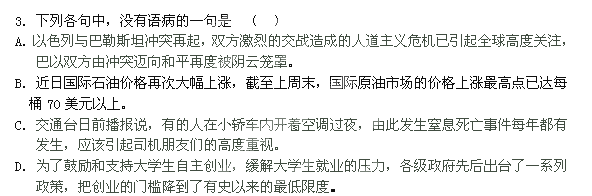 3. 下列各句中，没有语病的一句是 （ ）
A. 以色列与巴勒斯坦冲突再起，双方激烈的交战造成的人道主义危机已引起全球高度关注，
巴以双方由冲突迈向和平再度被阴云笼罩。
B. 近日国际石油价格再次大幅上涨，截至上周末，国际原油市场的价格上涨最高点已达每
桶 70 美元以上。
C. 交通台日前播报说，有的人在小轿车内开着空调过夜，由此发生窒息死亡事件每年都有
发生，应该引起司机朋友们的高度重视。
D. 为了鼓励和支持大学生自主创业，缓解大学生就业的压力，各级政府先后出台了一系列
政策，把创业的门槛降到了有史以来的最低限度。